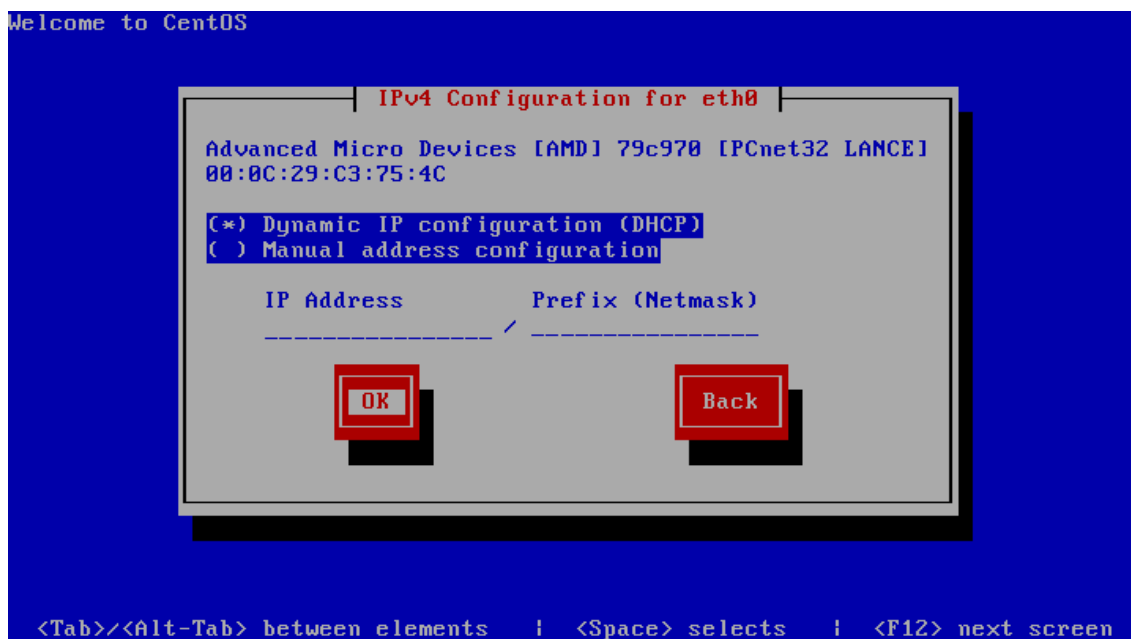 Welcome to CentOS
IPv4 Configuration for eth0
Advanced Micro Devices [AMD] 79c970 [PCnet32 LANCE]
00:0C:29:C3:75:4C
(*) Dynamic IP configuration (DHCP)
( ) Manual address configuration
IP Address Prefix (Netmask)
________________ / ________________
OK Back
<Tab>/<Alt-Tab> between elements | <Space> selects | <F12> next screen